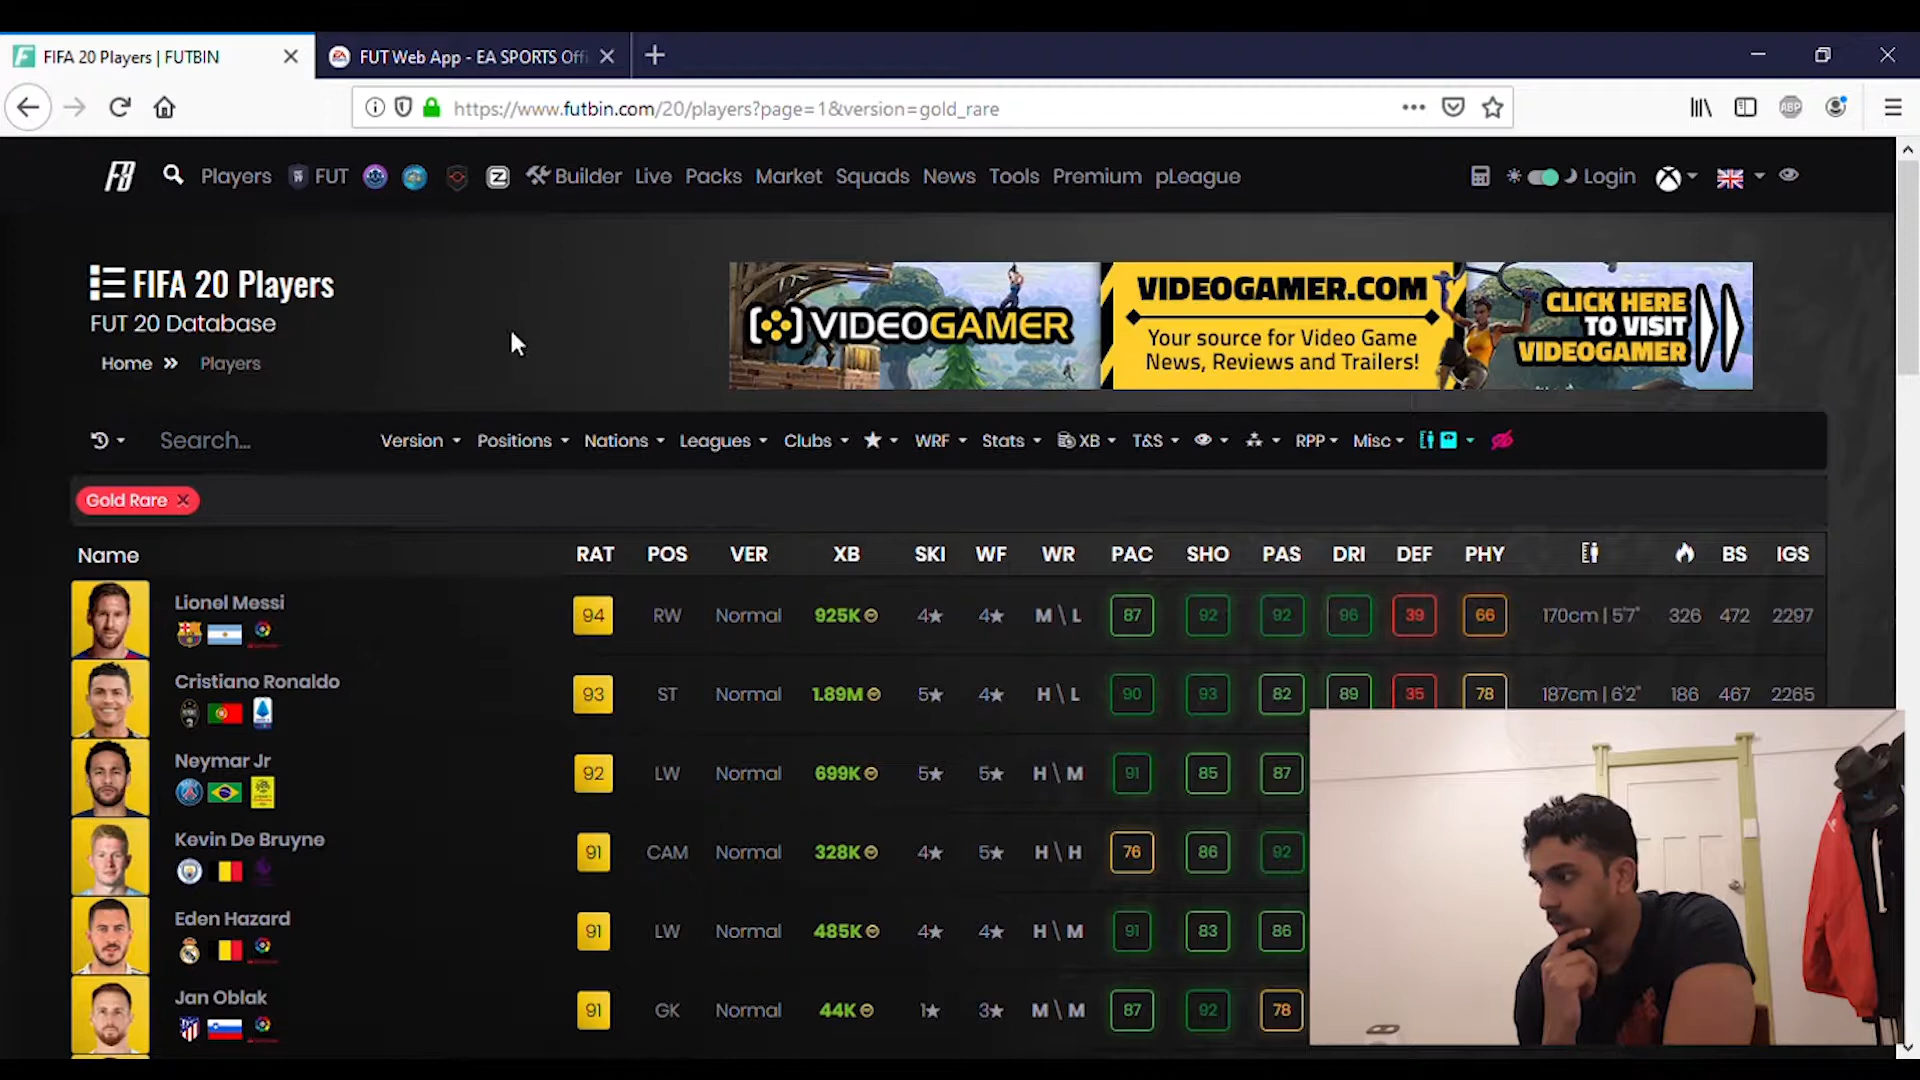 FIFA 20 Players | FUTBIN
FUT Web App - EA SPORTS Offi
https://www.futbin.com/20/players?page=1&version=gold_rare
ABP
FB Players FUT Builder Live Packs Market Squads News Tools Premium pLeague Login
FIFA 20 Players
FUT 20 Database
Home » Players
VIDEOGAMER
VIDEOGAMER.COM
Your source for Video Game
News, Reviews and Trailers!
CLICK HERE
TO VISIT
VIDEOGAMER
Search... Version Positions Nations Leagues Clubs WRF Stats XB T&S RPP Misc
Gold Rare
Name RAT POS VER XB SKI WF WR PAC SHO PAS DRI DEF PHY BS IGS
Lionel Messi
94 RW Normal 925K 4★ 4★ M \ L 87 92 92 96 39 66 170cm | 5'7" 326 472 2297
Cristiano Ronaldo
93 ST Normal 1.89M 5★ 4★ H \ L 90 93 82 89 35 78 187cm | 6'2" 186 467 2265
Neymar Jr
92 LW Normal 699K 5★ 5★ H \ M 91 85 87
Kevin De Bruyne
91 CAM Normal 328K 4★ 5★ H \ H 76 86 92
Eden Hazard
91 LW Normal 485K 4★ 4★ H \ M 91 83 86
Jan Oblak
91 GK Normal 44K 1★ 3★ M \ M 87 92 78